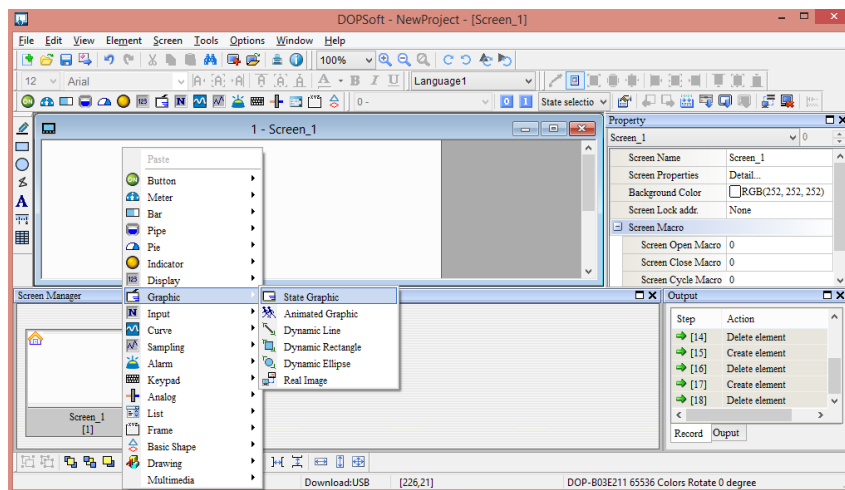 DOPSoft - NewProject - [Screen_1]
File Edit View Element Screen Tools Options Window Help
100%
12 Arial Language1
0 - 0 1 State selectio
1 - Screen_1
Property
Screen_1 0
Screen Name Screen_1
Screen Properties Detail...
Background Color RGB(252, 252, 252)
Screen Lock addr. None
Screen Macro
Screen Open Macro 0
Screen Close Macro 0
Screen Cycle Macro 0
Paste
Button
Meter
Bar
Pipe
Pie
Indicator
Display
Graphic
Input
Curve
Sampling
Alarm
Keypad
Analog
List
Frame
Basic Shape
Drawing
Multimedia
State Graphic
Animated Graphic
Dynamic Line
Dynamic Rectangle
Dynamic Ellipse
Real Image
Screen Manager
Screen_1
[1]
Output
Step Action
[14] Delete element
[15] Create element
[16] Delete element
[17] Create element
[18] Delete element
Record Ouput
Download:USB [226,21] DOP-B03E211 65536 Colors Rotate 0 degree